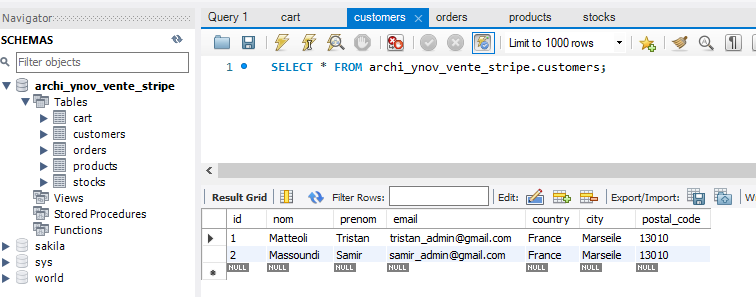 Navigator
Query 1 cart customers orders products stocks
SCHEMAS
Limit to 1000 rows
Filter objects
1 SELECT * FROM archi_ynov_vente_stripe.customers;
archi_ynov_vente_stripe
Tables
cart
customers
orders
products
stocks
Views
Stored Procedures
Functions
sakila
sys
world
Result Grid Filter Rows: Edit: Export/Import:
id nom prenom email country city postal_code
1 Matteoli Tristan tristan_admin@gmail.com France Marseile 13010
2 Massoundi Samir samir_admin@gmail.com France Marseile 13010
NULL NULL NULL NULL NULL NULL NULL